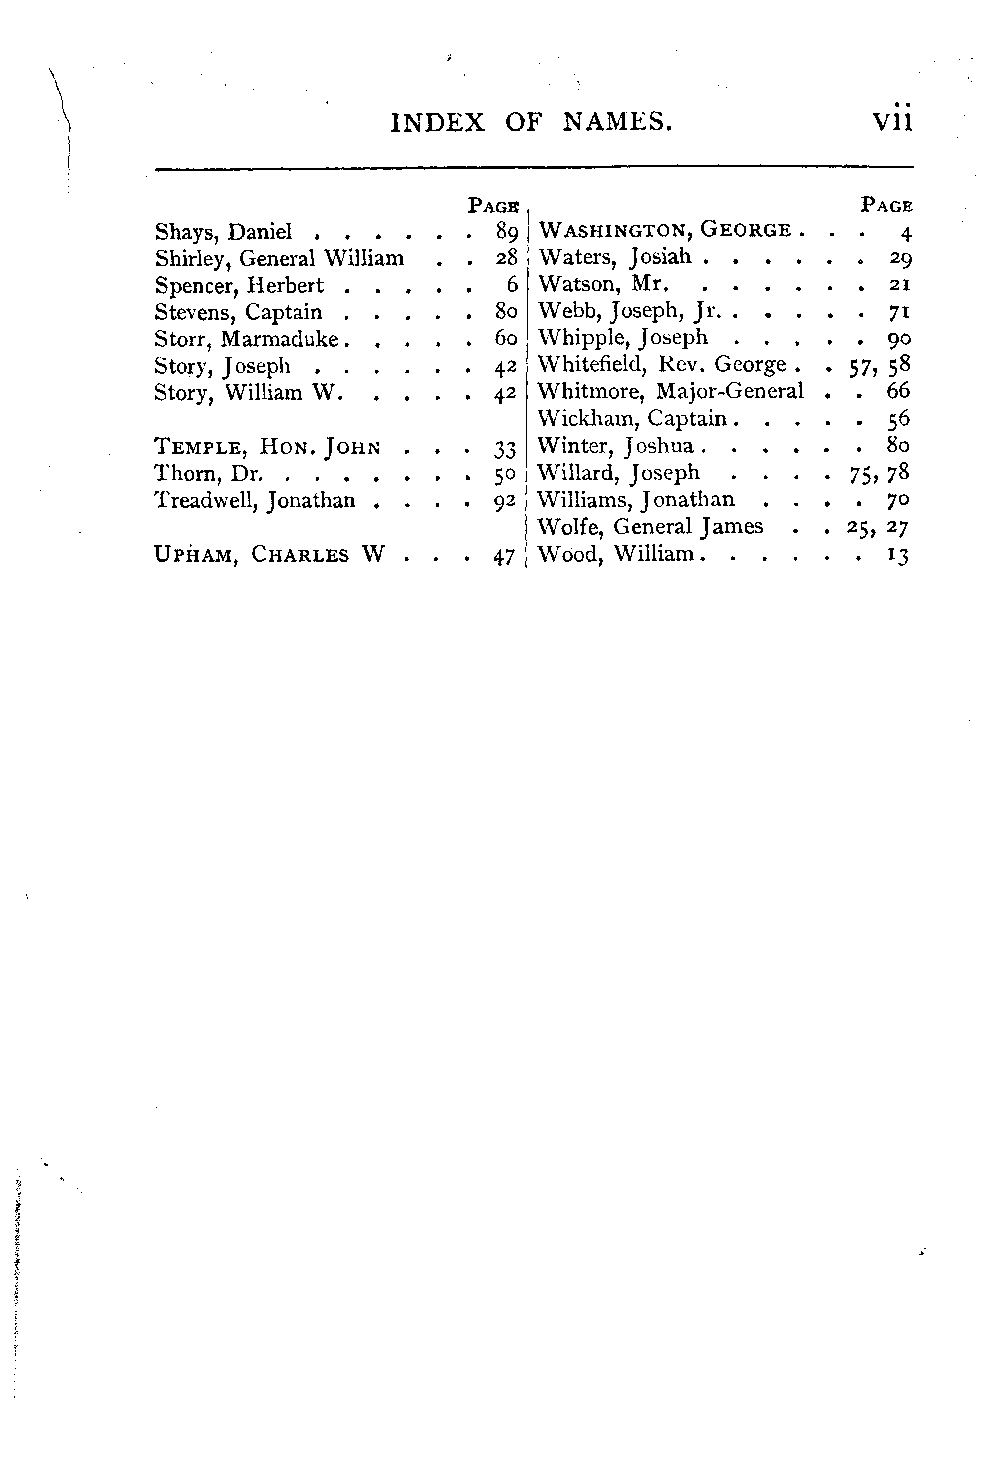 INDEX OF NAMES. vii
PAGE
Shays, Daniel . . . . . . 89
Shirley, General William . . 28
Spencer, Herbert . . . . . 6
Stevens, Captain . . . . . 80
Storr, Marmaduke . . . . . 60
Story, Joseph . . . . . . 42
Story, William W. . . . . 42
TEMPLE, HON. JOHN . . . 33
Thorn, Dr. . . . . . . . 50
Treadwell, Jonathan . . . . 92
UPHAM, CHARLES W . . . 47
PAGE
WASHINGTON, GEORGE . . . 4
Waters, Josiah . . . . . . 29
Watson, Mr. . . . . . . 21
Webb, Joseph, Jr. . . . . . 71
Whipple, Joseph . . . . . 90
Whitefield, Rev. George . . 57, 58
Whitmore, Major-General . . 66
Wickham, Captain . . . . . 56
Winter, Joshua . . . . . . 80
Willard, Joseph . . . . 75, 78
Williams, Jonathan . . . . 70
Wolfe, General James . . 25, 27
Wood, William . . . . . . 13